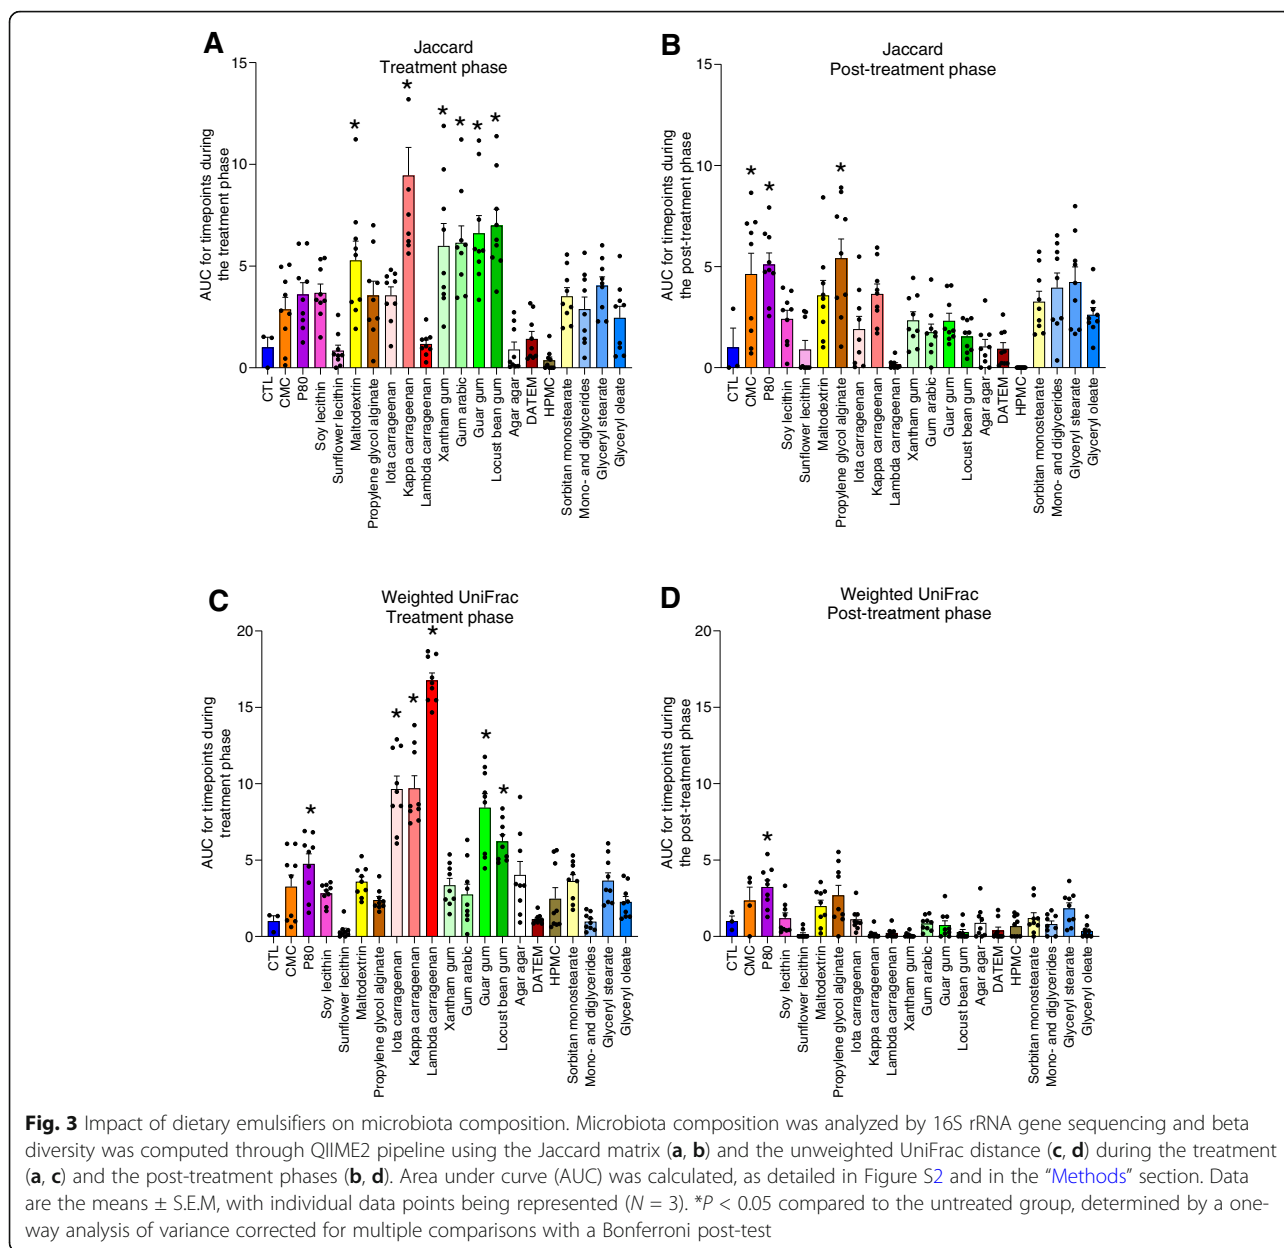 A
Jaccard
Treatment phase
AUC for timepoints during
the treatment phase
15
10
5
0
*
*
*
*
*
*
CTL
CMC
P80
Soy lecithin
Sunflower lecithin
Maltodextrin
Propylene glycol alginate
Iota carrageenan
Kappa carrageenan
Lambda carrageenan
Xantham gum
Gum arabic
Guar gum
Locust bean gum
Agar agar
DATEM
HPMC
Sorbitan monostearate
Mono- and diglycerides
Glyceryl stearate
Glyceryl oleate
B
Jaccard
Post-treatment phase
AUC for timepoints during
the post-treatment phase
15
10
5
0
*
*
*
CTL
CMC
P80
Soy lecithin
Sunflower lecithin
Maltodextrin
Propylene glycol alginate
Iota carrageenan
Kappa carrageenan
Lambda carrageenan
Xantham gum
Gum arabic
Guar gum
Locust bean gum
Agar agar
DATEM
HPMC
Sorbitan monostearate
Mono- and diglycerides
Glyceryl stearate
Glyceryl oleate
C
Weighted UniFrac
Treatment phase
AUC for timepoints during
treatment phase
20
15
10
5
0
*
*
*
*
*
*
CTL
CMC
P80
Soy lecithin
Sunflower lecithin
Maltodextrin
Propylene glycol alginate
Iota carrageenan
Kappa carrageenan
Lambda carrageenan
Xantham gum
Gum arabic
Guar gum
Locust bean gum
Agar agar
DATEM
HPMC
Sorbitan monostearate
Mono- and diglycerides
Glyceryl stearate
Glyceryl oleate
D
Weighted UniFrac
Post-treatment phase
AUC for timepoints during
the post-treatment phase
20
15
10
5
0
*
CTL
CMC
P80
Soy lecithin
Sunflower lecithin
Maltodextrin
Propylene glycol alginate
Iota carrageenan
Kappa carrageenan
Lambda carrageenan
Xantham gum
Gum arabic
Guar gum
Locust bean gum
Agar agar
DATEM
HPMC
Sorbitan monostearate
Mono- and diglycerides
Glyceryl stearate
Glyceryl oleate
Fig. 3 Impact of dietary emulsifiers on microbiota composition. Microbiota composition was analyzed by 16S rRNA gene sequencing and beta
diversity was computed through QIIME2 pipeline using the Jaccard matrix (a, b) and the unweighted UniFrac distance (c, d) during the treatment
(a, c) and the post-treatment phases (b, d). Area under curve (AUC) was calculated, as detailed in Figure S2 and in the “Methods” section. Data
are the means ± S.E.M, with individual data points being represented (N = 3). *P < 0.05 compared to the untreated group, determined by a one-
way analysis of variance corrected for multiple comparisons with a Bonferroni post-test